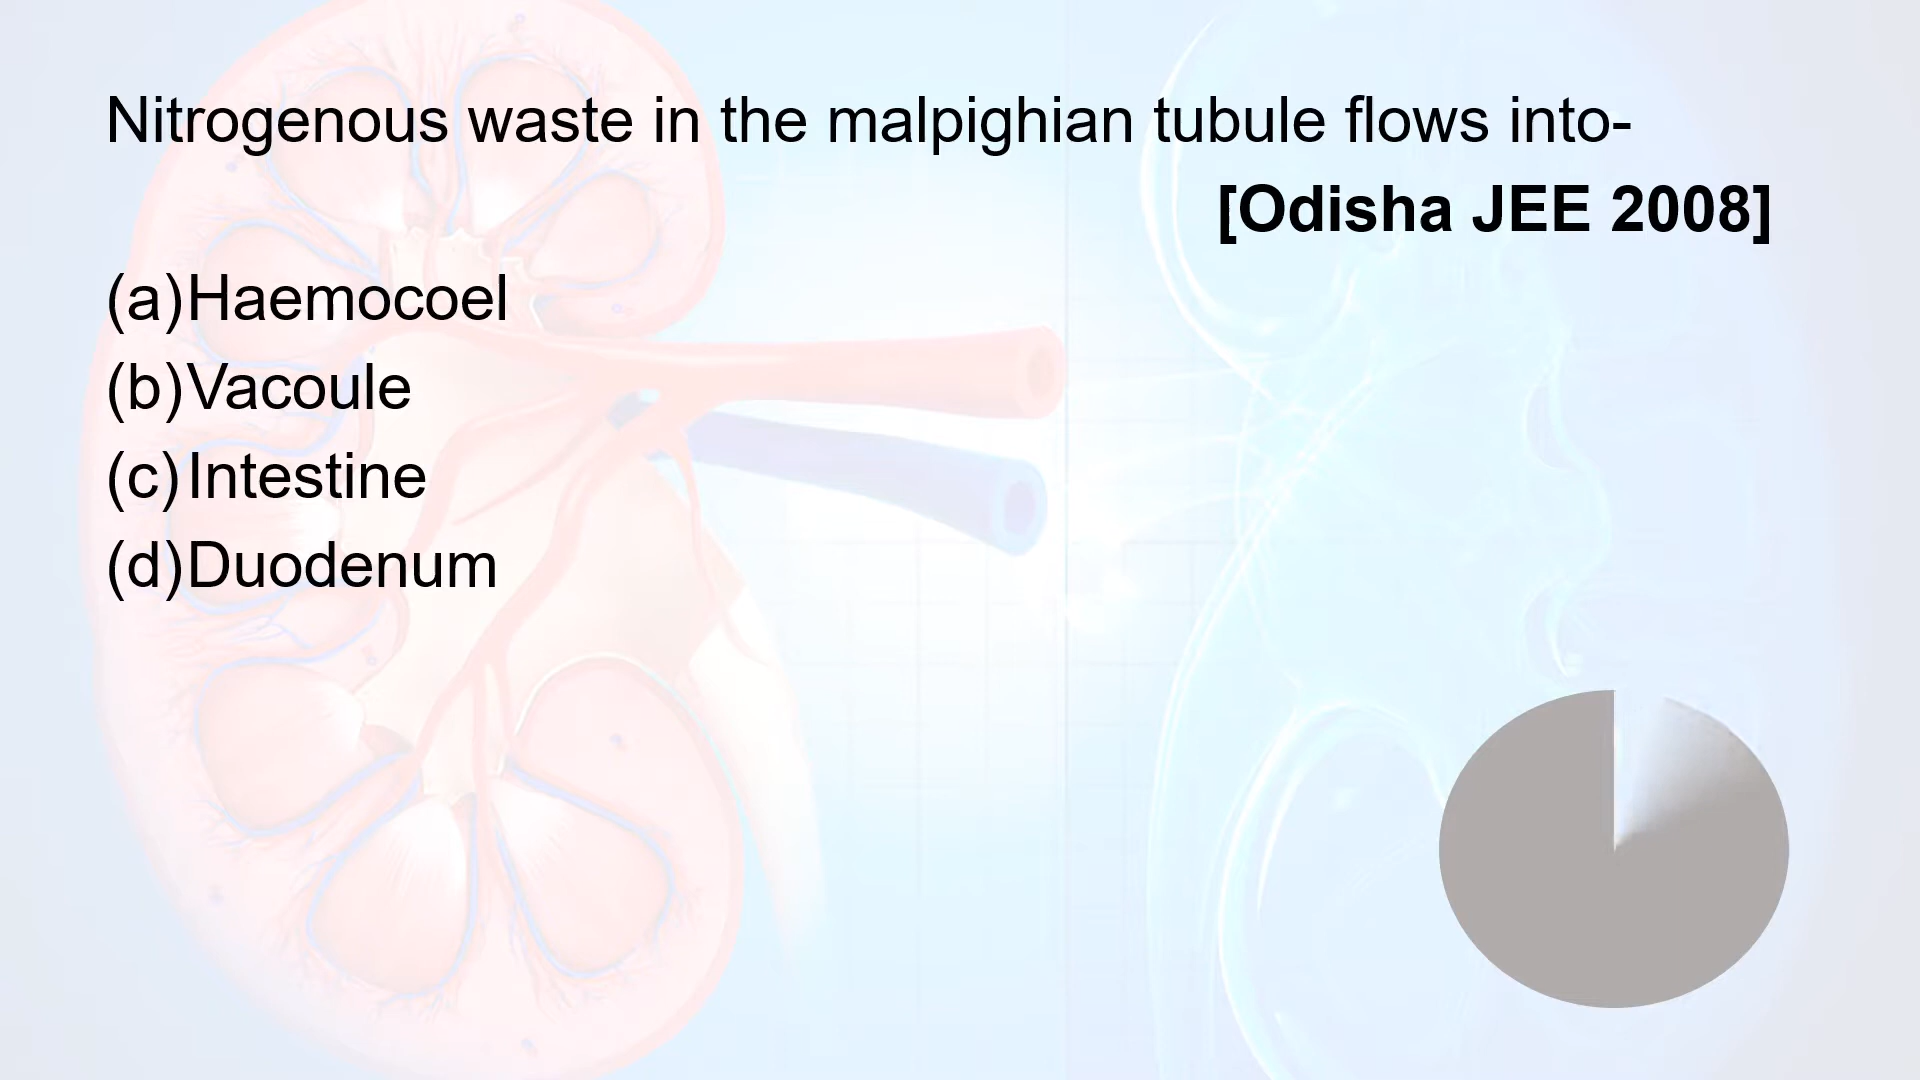 Nitrogenous waste in the malpighian tubule flows into-
[Odisha JEE 2008]
(a)Haemocoel
(b)Vacoule
(c)Intestine
(d)Duodenum